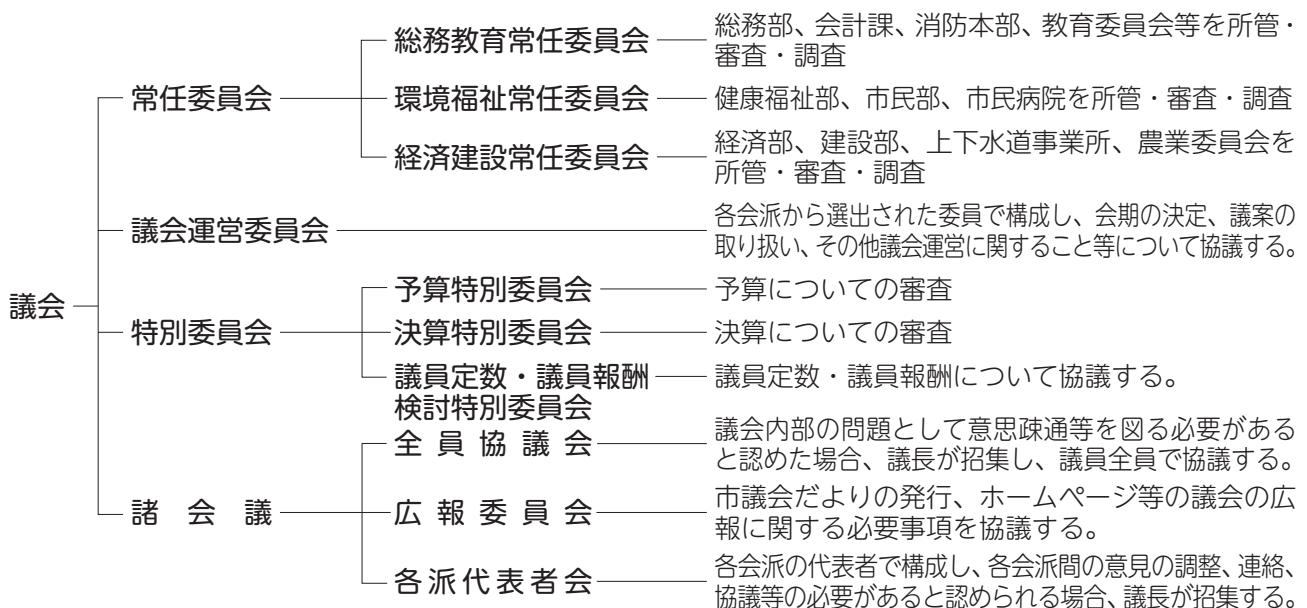 議会
常任委員会
総務教育常任委員会
総務部、会計課、消防本部、教育委員会等を所管・
審査・調査
環境福祉常任委員会
健康福祉部、市民部、市民病院を所管・審査・調査
経済建設常任委員会
経済部、建設部、上下水道事業所、農業委員会を
所管・審査・調査
議会運営委員会
各会派から選出された委員で構成し、会期の決定、議案の
取り扱い、その他議会運営に関すること等について協議する。
特別委員会
予算特別委員会
予算についての審査
決算特別委員会
決算についての審査
議員定数・議員報酬
検討特別委員会
議員定数・議員報酬について協議する。
諸会議
全員協議会
議会内部の問題として意思疎通等を図る必要がある
と認めた場合、議長が招集し、議員全員で協議する。
広報委員会
市議会だよりの発行、ホームページ等の議会の広
報に関する必要事項を協議する。
各派代表者会
各会派の代表者で構成し、各会派間の意見の調整、連絡、
協議等の必要があると認められる場合、議長が招集する。